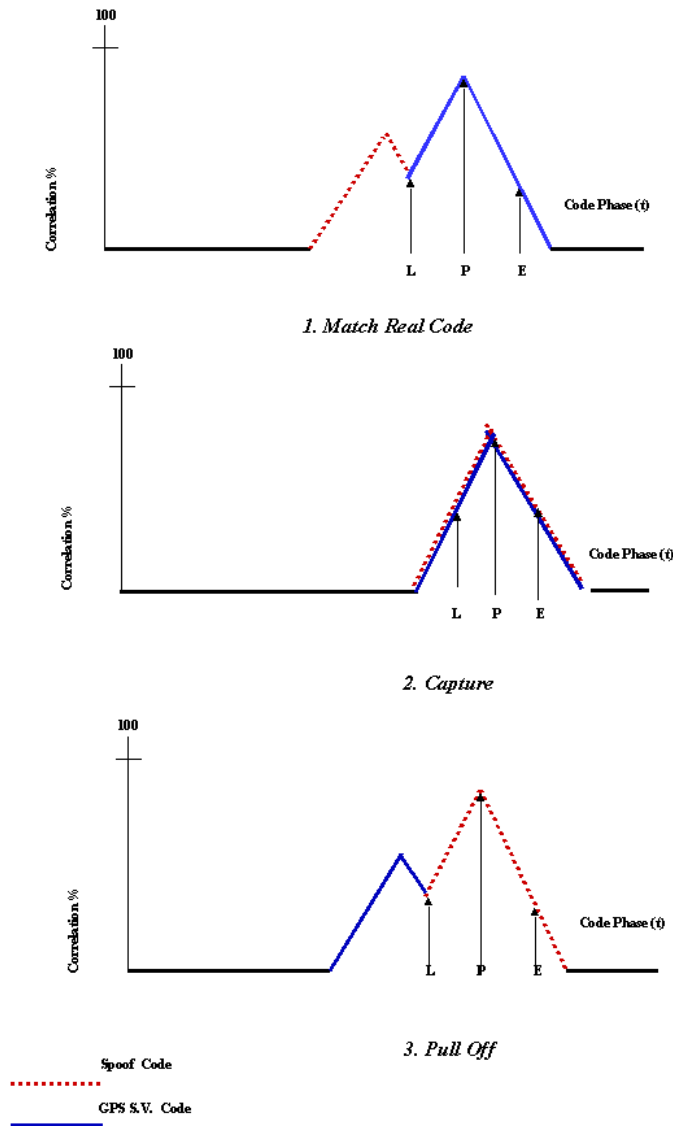 100
Correlation %
Code Phase (t)
L P E
1. Match Real Code
100
Correlation %
Code Phase (t)
L P E
2. Capture
100
Correlation %
Code Phase (t)
L P E
3. Pull Off
Spoof Code
GPS S.V. Code